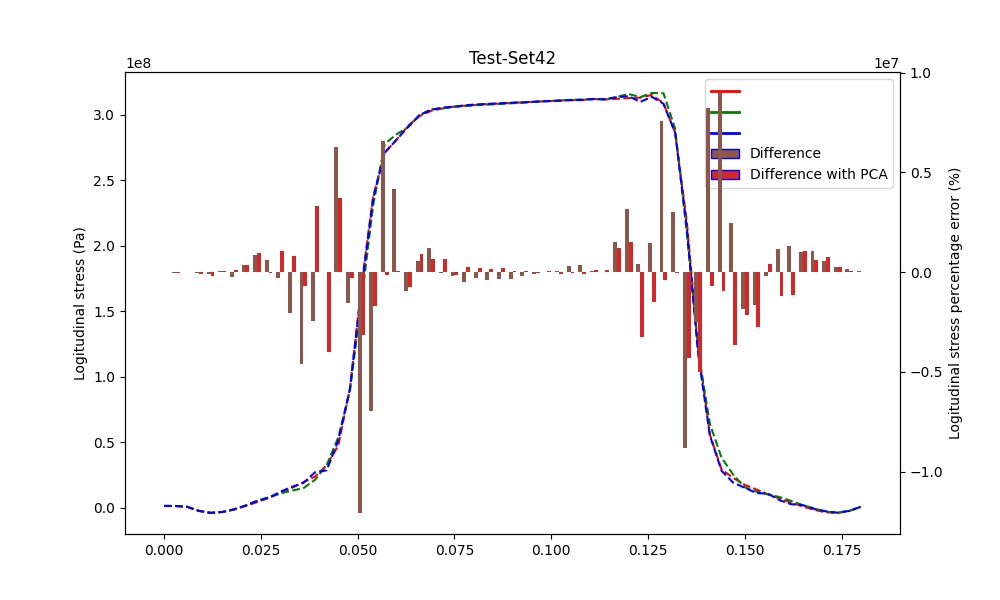 Test-Set42
1e8
1e7
3.0
2.5
2.0
1.5
1.0
0.5
0.0
Logitudinal stress (Pa)
1.0
0.5
0.0
−0.5
−1.0
Logitudinal stress percentage error (%)
Difference
Difference with PCA
0.000 0.025 0.050 0.075 0.100 0.125 0.150 0.175